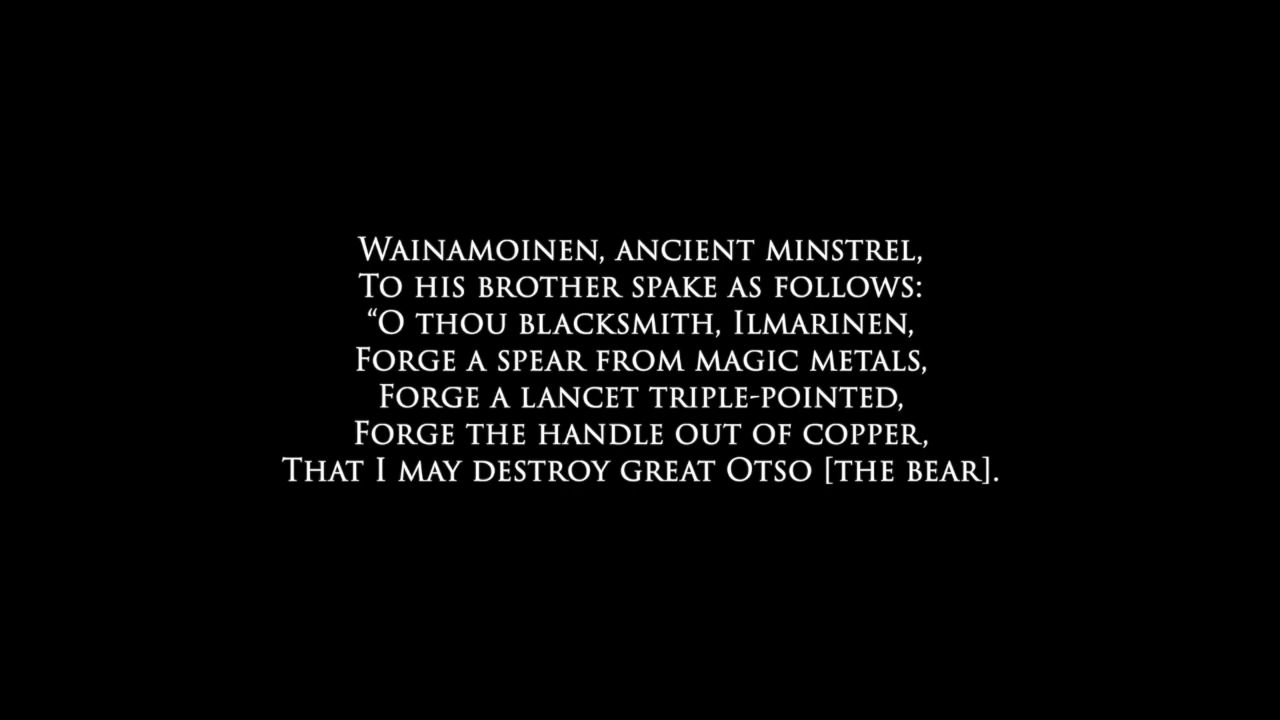 Wainamoinen, ancient minstrel,
To his brother spake as follows:
“O thou blacksmith, Ilmarinen,
Forge a spear from magic metals,
Forge a lancet triple-pointed,
Forge the handle out of copper,
That I may destroy great Otso [the bear].